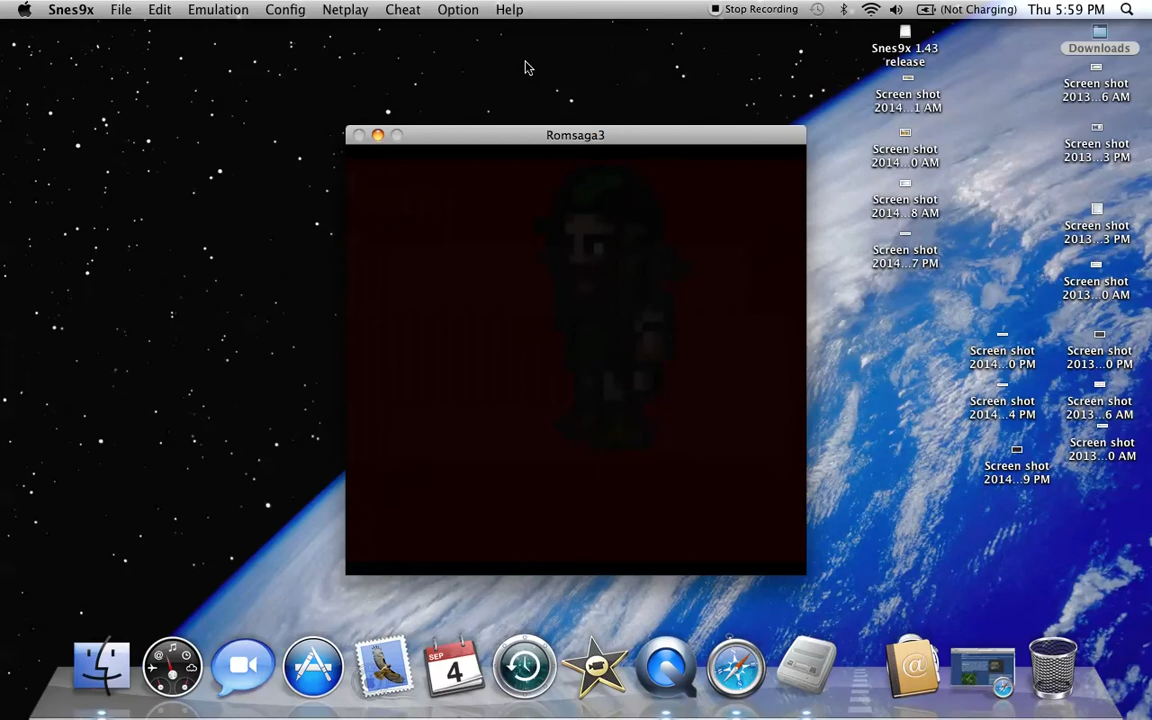 Snes9x File Edit Emulation Config Netplay Cheat Option Help Stop Recording (Not Charging) Thu 5:59 PM
Snes9x 1.43
release
Downloads
Screen shot
2014...1 AM
Screen shot
2013...6 AM
Romsaga3
Screen shot
2014...0 AM
Screen shot
2013...3 PM
Screen shot
2014...8 AM
Screen shot
2013...3 PM
Screen shot
2014...7 PM
Screen shot
2013...0 AM
Screen shot
2014...0 PM
Screen shot
2013...0 PM
Screen shot
2014...4 PM
Screen shot
2013...6 AM
Screen shot
2013...0 AM
Screen shot
2014...9 PM
SEP
4